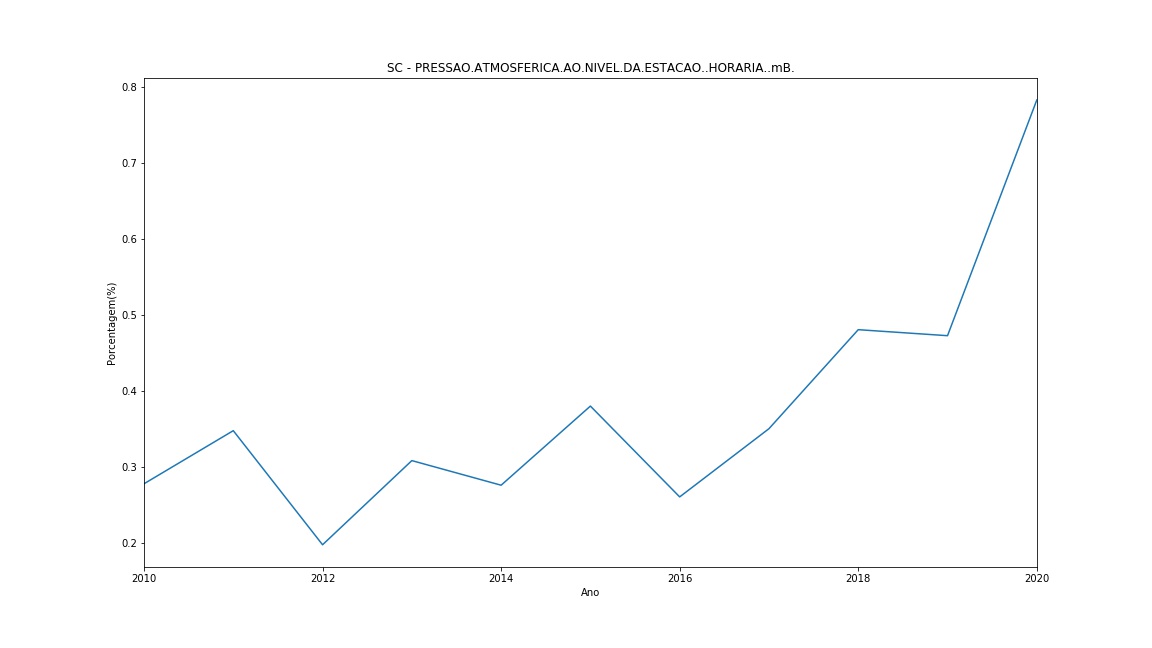 SC - PRESSAO.ATMOSFERICA.AO.NIVEL.DA.ESTACAO..HORARIA..mB.
0.8
0.7
0.6
0.5
0.4
0.3
0.2
Porcentagem(%)
2010 2012 2014 2016 2018 2020
Ano